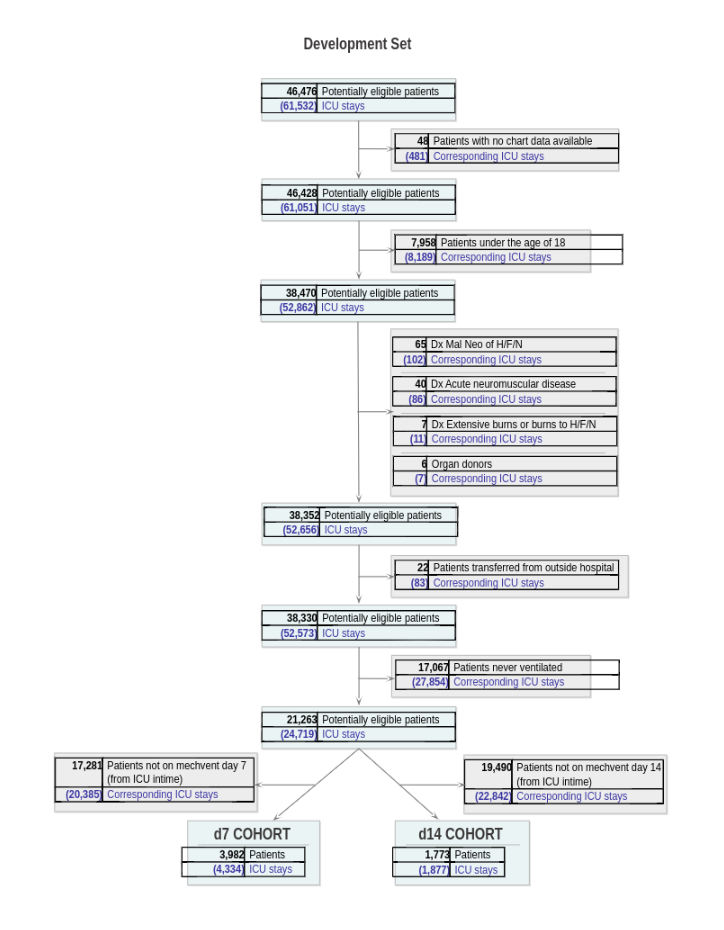 Development Set
46,476 Potentially eligible patients
(61,532) ICU stays
48 Patients with no chart data available
(481) Corresponding ICU stays
46,428 Potentially eligible patients
(61,051) ICU stays
7,958 Patients under the age of 18
(8,189) Corresponding ICU stays
38,470 Potentially eligible patients
(52,862) ICU stays
65 Dx Mal Neo of H/F/N
(102) Corresponding ICU stays
40 Dx Acute neuromuscular disease
(86) Corresponding ICU stays
7 Dx Extensive burns or burns to H/F/N
(11) Corresponding ICU stays
6 Organ donors
(7) Corresponding ICU stays
38,352 Potentially eligible patients
(52,656) ICU stays
22 Patients transferred from outside hospital
(83) Corresponding ICU stays
38,330 Potentially eligible patients
(52,573) ICU stays
17,067 Patients never ventilated
(27,854) Corresponding ICU stays
21,263 Potentially eligible patients
(24,719) ICU stays
17,281 Patients not on mechvent day 7
(from ICU intime)
(20,385) Corresponding ICU stays
19,490 Patients not on mechvent day 14
(from ICU intime)
(22,842) Corresponding ICU stays
d7 COHORT
3,982 Patients
(4,334) ICU stays
d14 COHORT
1,773 Patients
(1,877) ICU stays